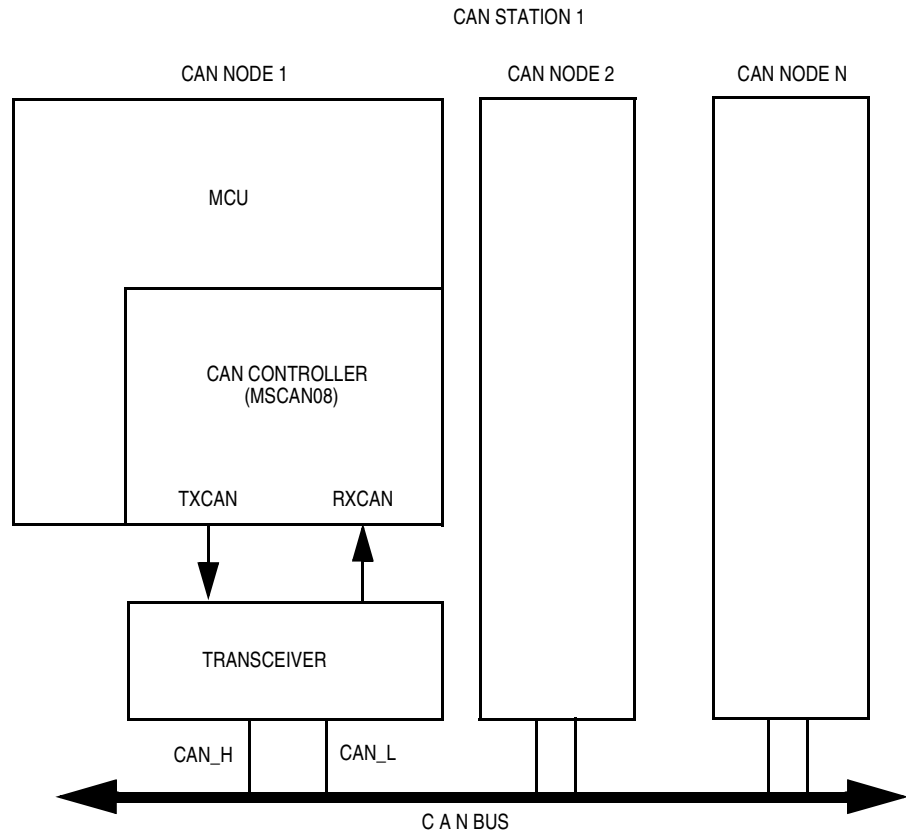 CAN STATION 1
CAN NODE 1
CAN NODE 2
CAN NODE N
MCU
CAN CONTROLLER
(MSCAN08)
TXCAN
RXCAN
TRANSCEIVER
CAN_H
CAN_L
C A N BUS